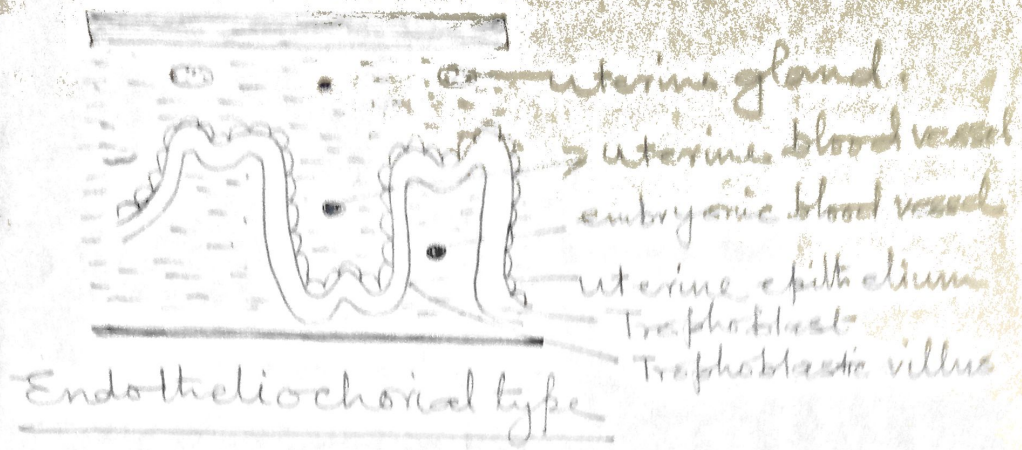 uterine gland.
uterine blood vessel
embryonic blood vessel
uterine epithelium
Trophoblast
Trophoblastic villus
Endotheliochorial type